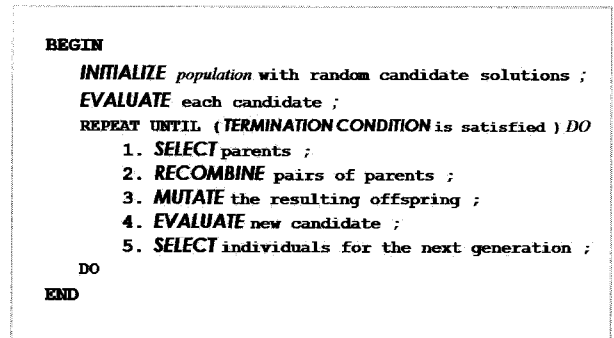 BEGIN
INITIALIZE population with random candidate solutions ;
EVALUATE each candidate ;
REPEAT UNTIL ( TERMINATION CONDITION is satisfied ) DO
1. SELECT parents ;
2. RECOMBINE pairs of parents ;
3. MUTATE the resulting offspring ;
4. EVALUATE new candidate ;
5. SELECT individuals for the next generation ;
DO
END